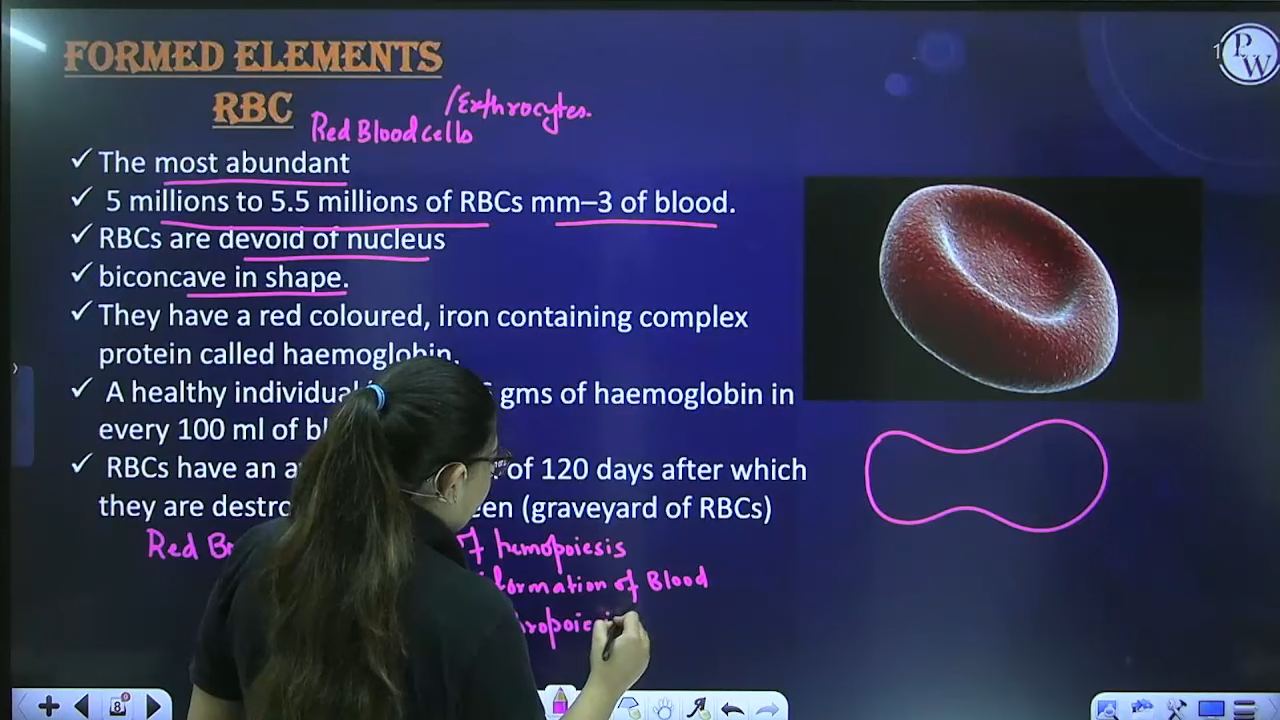 FORMED ELEMENTS
RBC
/Erthrocytes.
Red Blood cells
✓ The most abundant
✓ 5 millions to 5.5 millions of RBCs mm–3 of blood.
✓ RBCs are devoid of nucleus
✓ biconcave in shape.
✓ They have a red coloured, iron containing complex
protein called haemoglobin.
✓ A healthy individual gms of haemoglobin in
every 100 ml of
✓ RBCs have an of 120 days after which
they are (graveyard of RBCs)
Red hemopoiesis
formation of Blood
PW
8